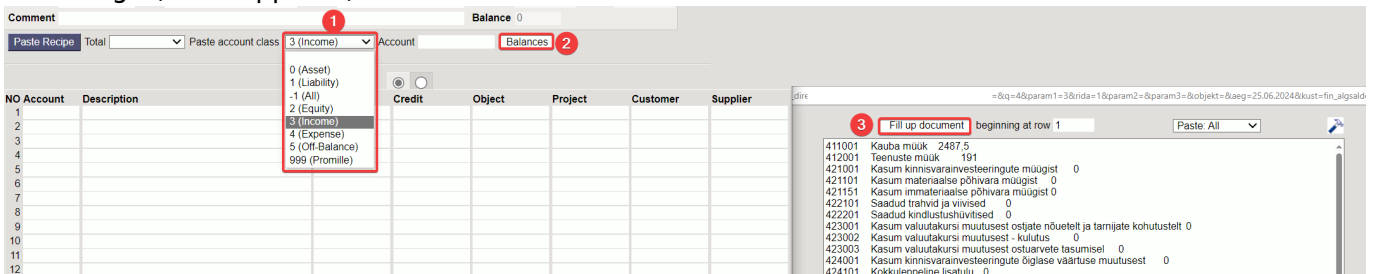 Comment Balance 0
1
Paste Recipe Total Paste account class 3 (Income) Account Balances 2
0 (Asset)
1 (Liability)
-1 (All)
2 (Equity)
3 (Income)
4 (Expense)
5 (Off-Balance)
999 (Promille)
NO Account Description Credit Object Project Customer Supplier
1
2
3
4
5
6
7
8
9
10
11
12
_dire =&q=4&param1=3&rida=1&param2=&param3=&objekt=&aeg=25.06.2024&kust=fin_algsalde
3 Fill up document beginning at row 1 Paste: All
411001 Kauba müük 2487,5
412001 Teenuste müük 191
421001 Kasum kinnisvarainvesteeringute müügist 0
421101 Kasum materiaalse põhivara müügist 0
421151 Kasum immateriaalse põhivara müügist 0
422101 Saadud trahvid ja viivised 0
422201 Saadud kindlustushüvitised 0
423001 Kasum valuutakursi muutusest ostjate nõuetelt ja tarnijate kohutustelt 0
423002 Kasum valuutakursi muutusest - kulutus 0
423003 Kasum valuutakursi muutusest ostuarvete tasumisel 0
424001 Kasum kinnisvarainvesteeringute õiglase väärtuse muutusest 0
424101 Kokkuleppeline lisatulu 0